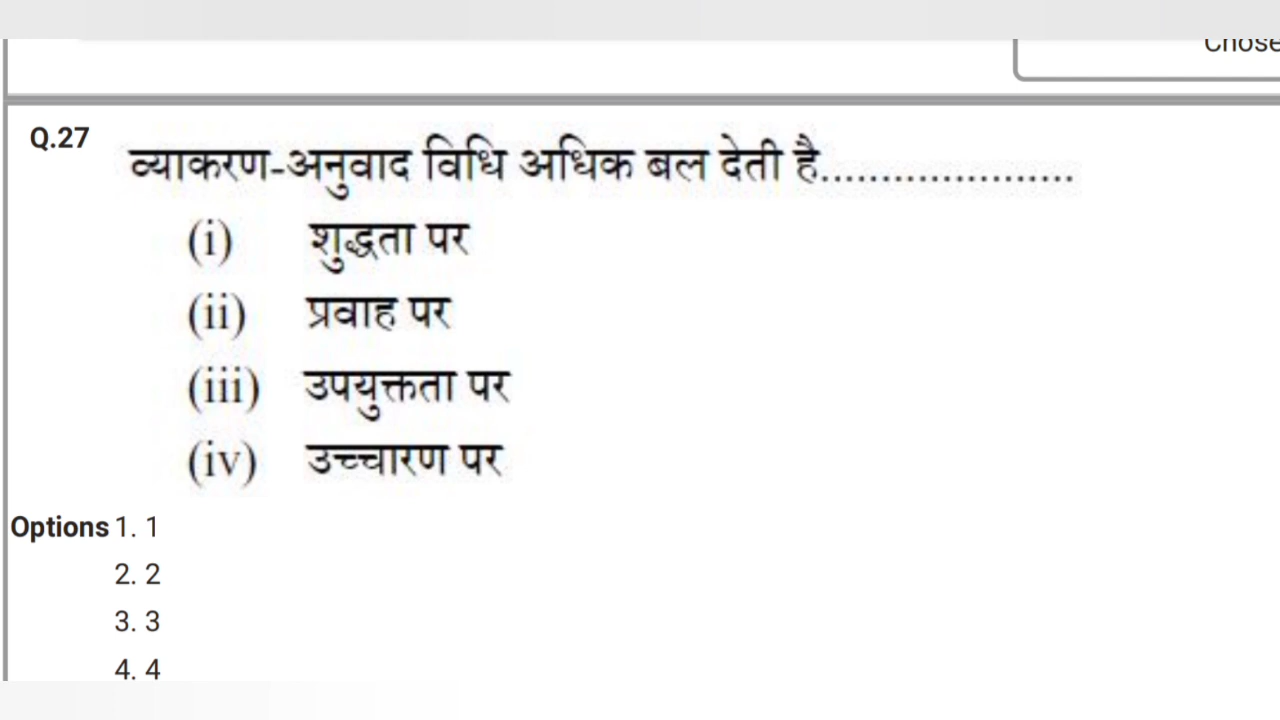 Chose
Q.27 व्याकरण-अनुवाद विधि अधिक बल देती है.....................
(i) शुद्धता पर
(ii) प्रवाह पर
(iii) उपयुक्तता पर
(iv) उच्चारण पर
Options 1. 1
2. 2
3. 3
4. 4